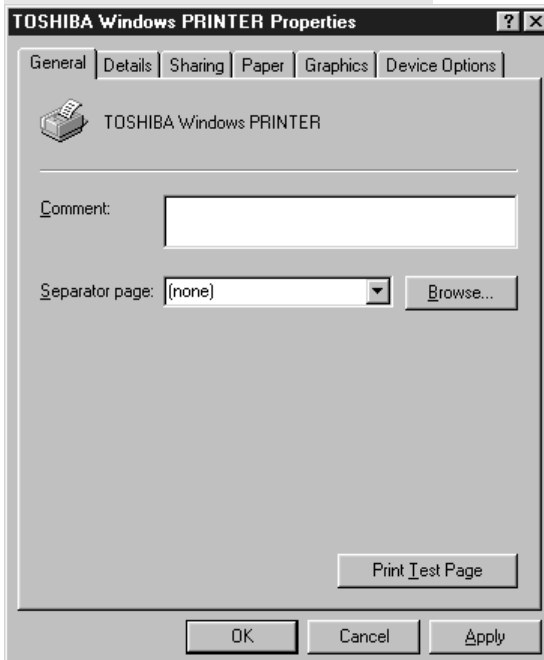 TOSHIBA Windows PRINTER Properties ? ×
General Details Sharing Paper Graphics Device Options
TOSHIBA Windows PRINTER
Comment:
Separator page: (none) Browse...
Print Test Page
OK Cancel Apply